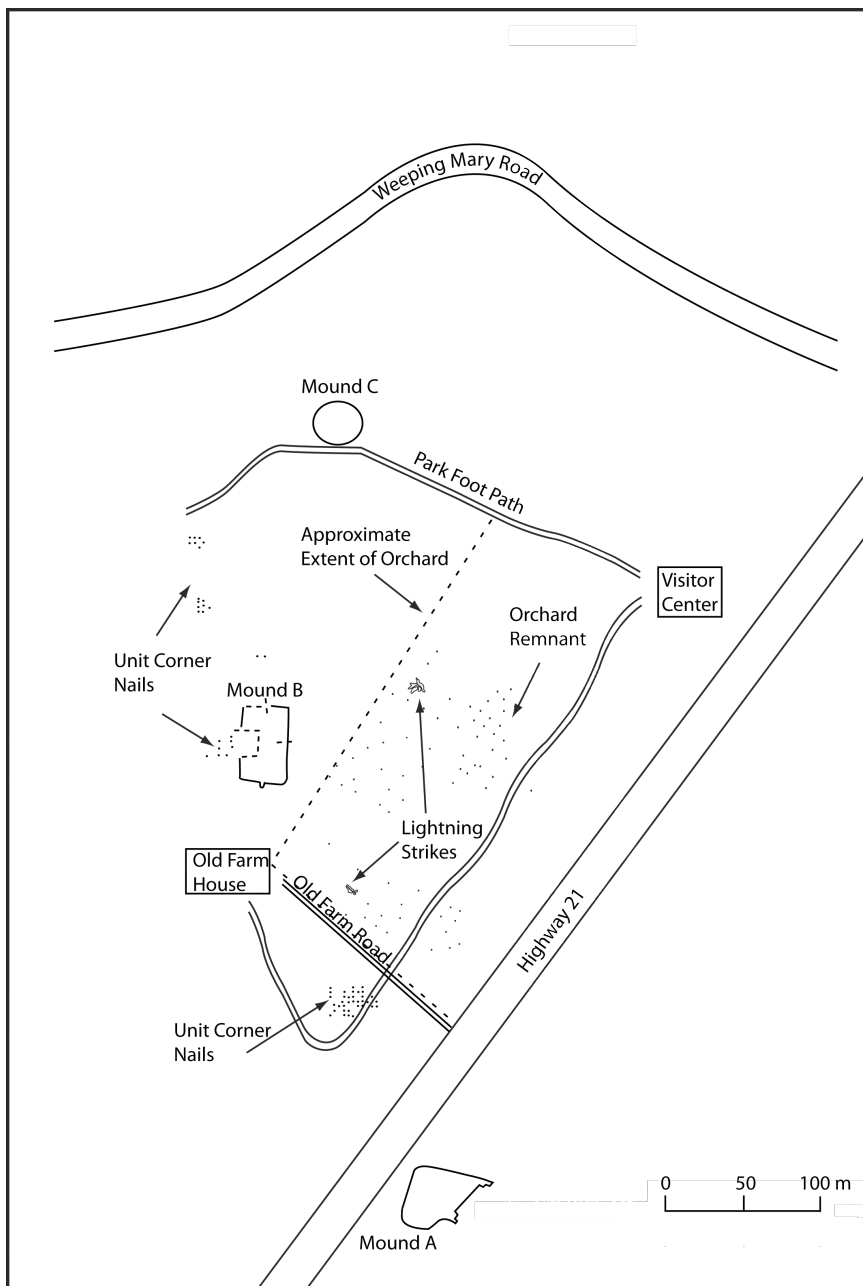 Weeping Mary Road
Mound C
Park Foot Path
Approximate
Extent of Orchard
Visitor
Center
Orchard
Remnant
Unit Corner
Nails
Mound B
Lightning
Strikes
Old Farm
House
Old Farm Road
Highway 21
Unit Corner
Nails
0 50 100 m
Mound A